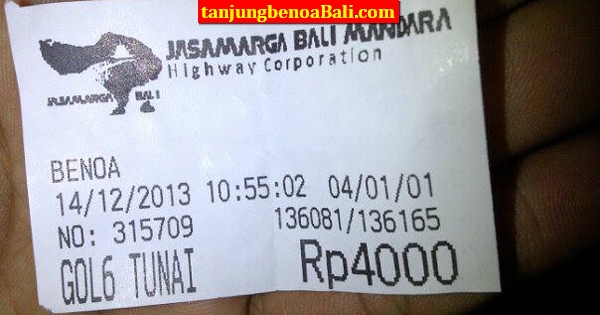 tanjungbenoaBali.com
JASAMARGA BALI MANDARA
Highway Corporation
JASAMARGA BALI
BENOA
14/12/2013 10:55:02 04/01/01
NO: 315709 136081/136165
GOL6 TUNAI Rp4000